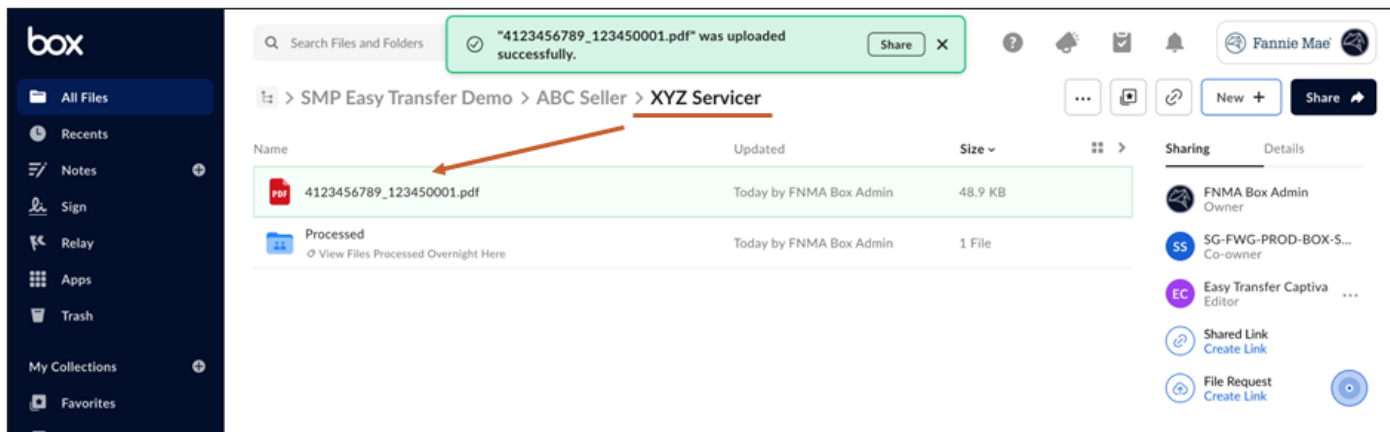 box
Search Files and Folders
"4123456789_123450001.pdf" was uploaded
successfully.
Share
Fannie Mae
All Files
Recents
Notes
Sign
Relay
Apps
Trash
My Collections
Favorites
> SMP Easy Transfer Demo > ABC Seller > XYZ Servicer
New +
Share
Name Updated Size
PDF 4123456789_123450001.pdf Today by FNMA Box Admin 48.9 KB
Processed Today by FNMA Box Admin 1 File
View Files Processed Overnight Here
Sharing Details
FNMA Box Admin
Owner
SS SG-FWG-PROD-BOX-S...
Co-owner
EC Easy Transfer Captiva
Editor
Shared Link
Create Link
File Request
Create Link